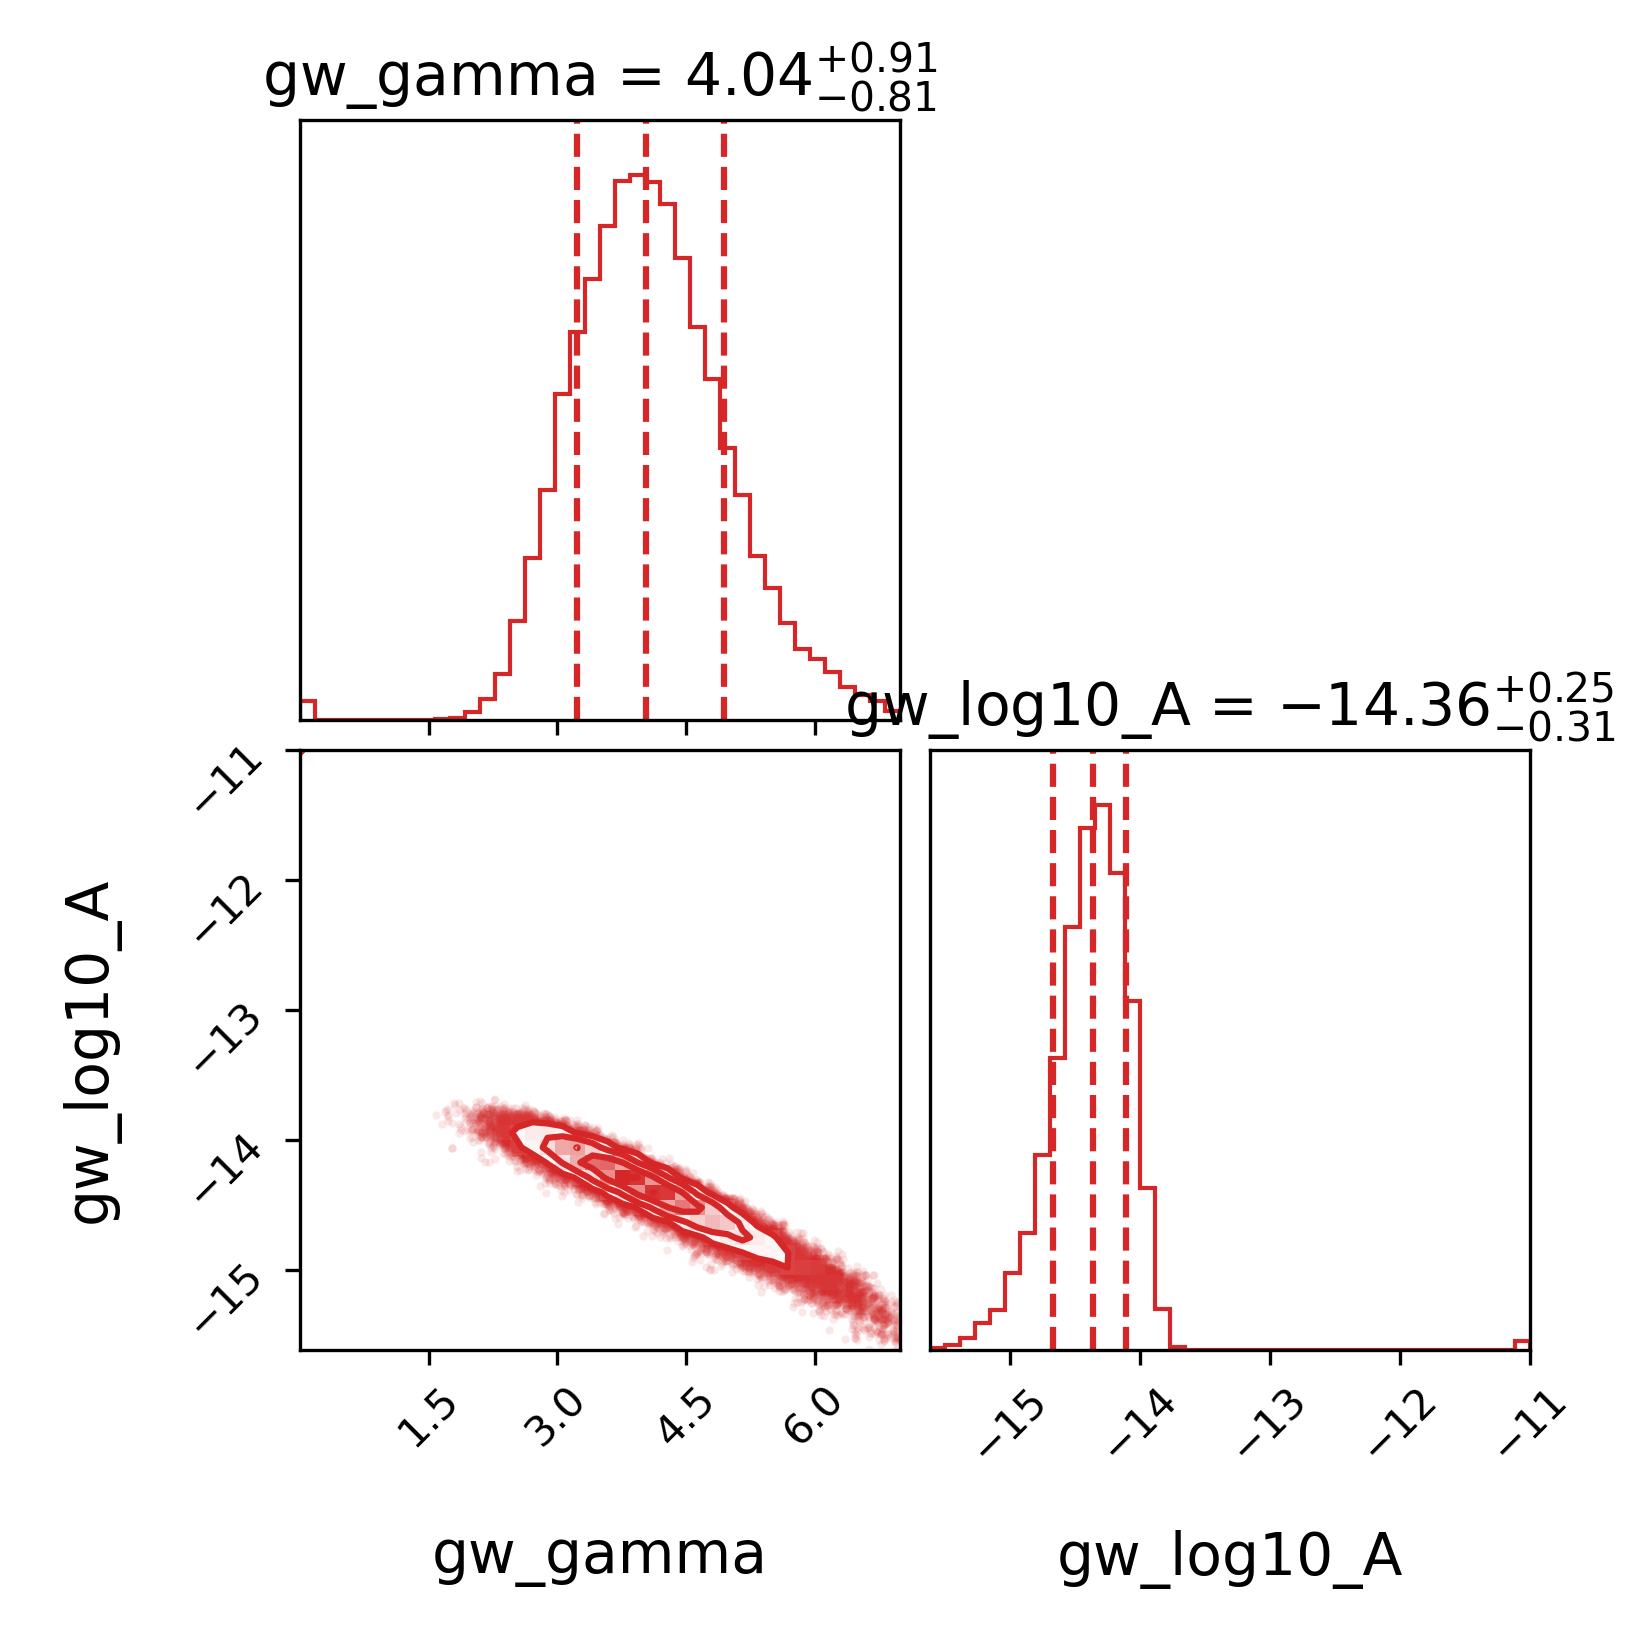 gw_gamma = 4.04 +0.91 −0.81
gw_log10_A = −14.36 +0.25 −0.31
gw_log10_A
−11
−12
−13
−14
−15
1.5 3.0 4.5 6.0
−15 −14 −13 −12 −11
gw_gamma
gw_log10_A